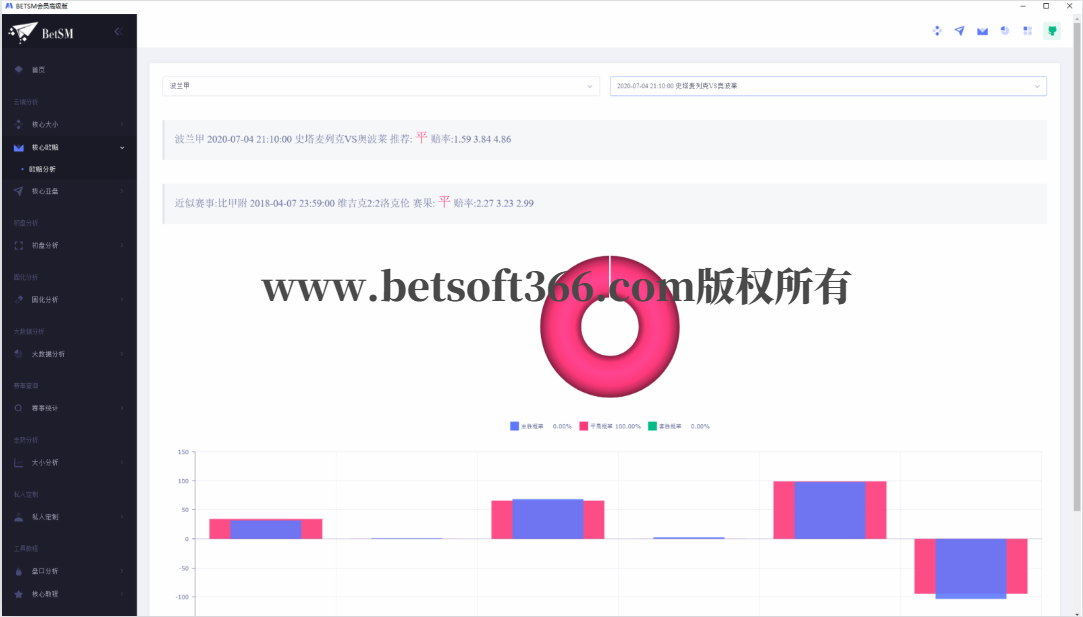 BETSM会员高级版
BetSM
首页
云端分析
核心大小
核心欧赔
欧赔分析
核心亚盘
初盘分析
初盘分析
固化分析
固化分析
大数据分析
大数据分析
赛事查询
赛事统计
走势分析
大小分析
私人定制
私人定制
工具教程
盘口分析
核心教程
波兰甲
2020-07-04 21:10:00 史塔麦列克VS奥波莱
波兰甲 2020-07-04 21:10:00 史塔麦列克VS奥波莱 推荐: 平 赔率:1.59 3.84 4.86
近似赛事:比甲附 2018-04-07 23:59:00 维吉克2:2洛克伦 赛果: 平 赔率:2.27 3.23 2.99
www.betsoft366.com版权所有
主胜概率 0.00% 平局概率 100.00% 客胜概率 0.00%
150
100
50
0
-50
-100